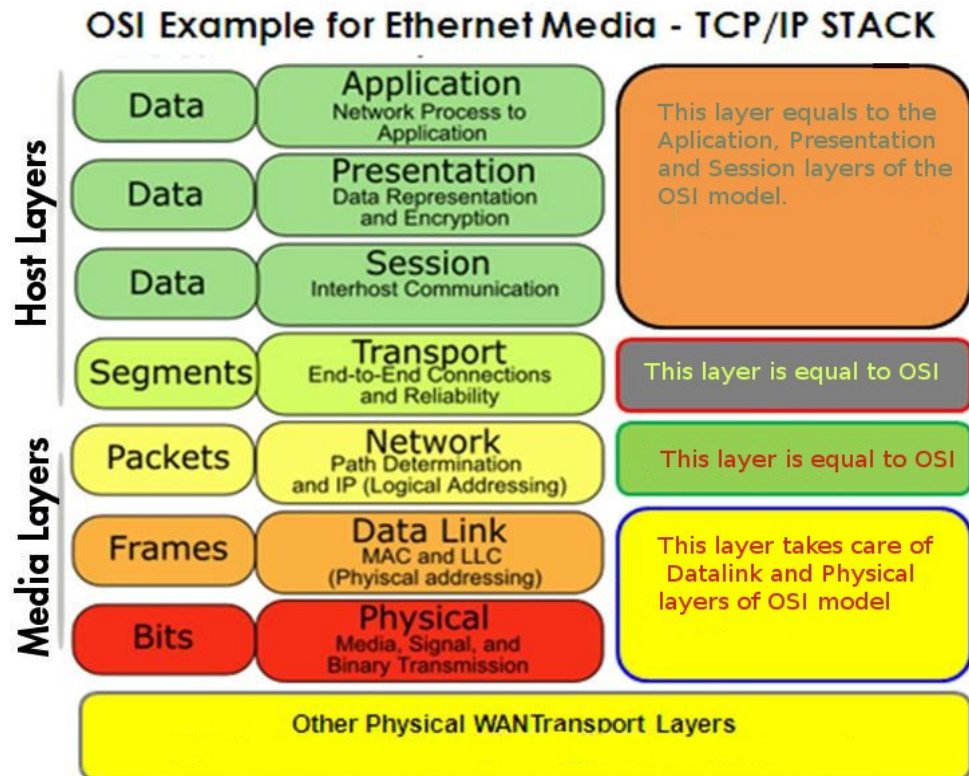 OSI Example for Ethernet Media - TCP/IP STACK
Host Layers
Data
Application
Network Process to
Application
This layer equals to the
Aplication, Presentation
and Session layers of the
OSI model.
Data
Presentation
Data Representation
and Encryption
Data
Session
Interhost Communication
Segments
Transport
End-to-End Connections
and Reliability
This layer is equal to OSI
Media Layers
Packets
Network
Path Determination
and IP (Logical Addressing)
This layer is equal to OSI
Frames
Data Link
MAC and LLC
(Phyiscal addressing)
This layer takes care of
Datalink and Physical
layers of OSI model
Bits
Physical
Media, Signal, and
Binary Transmission
Other Physical WANTransport Layers